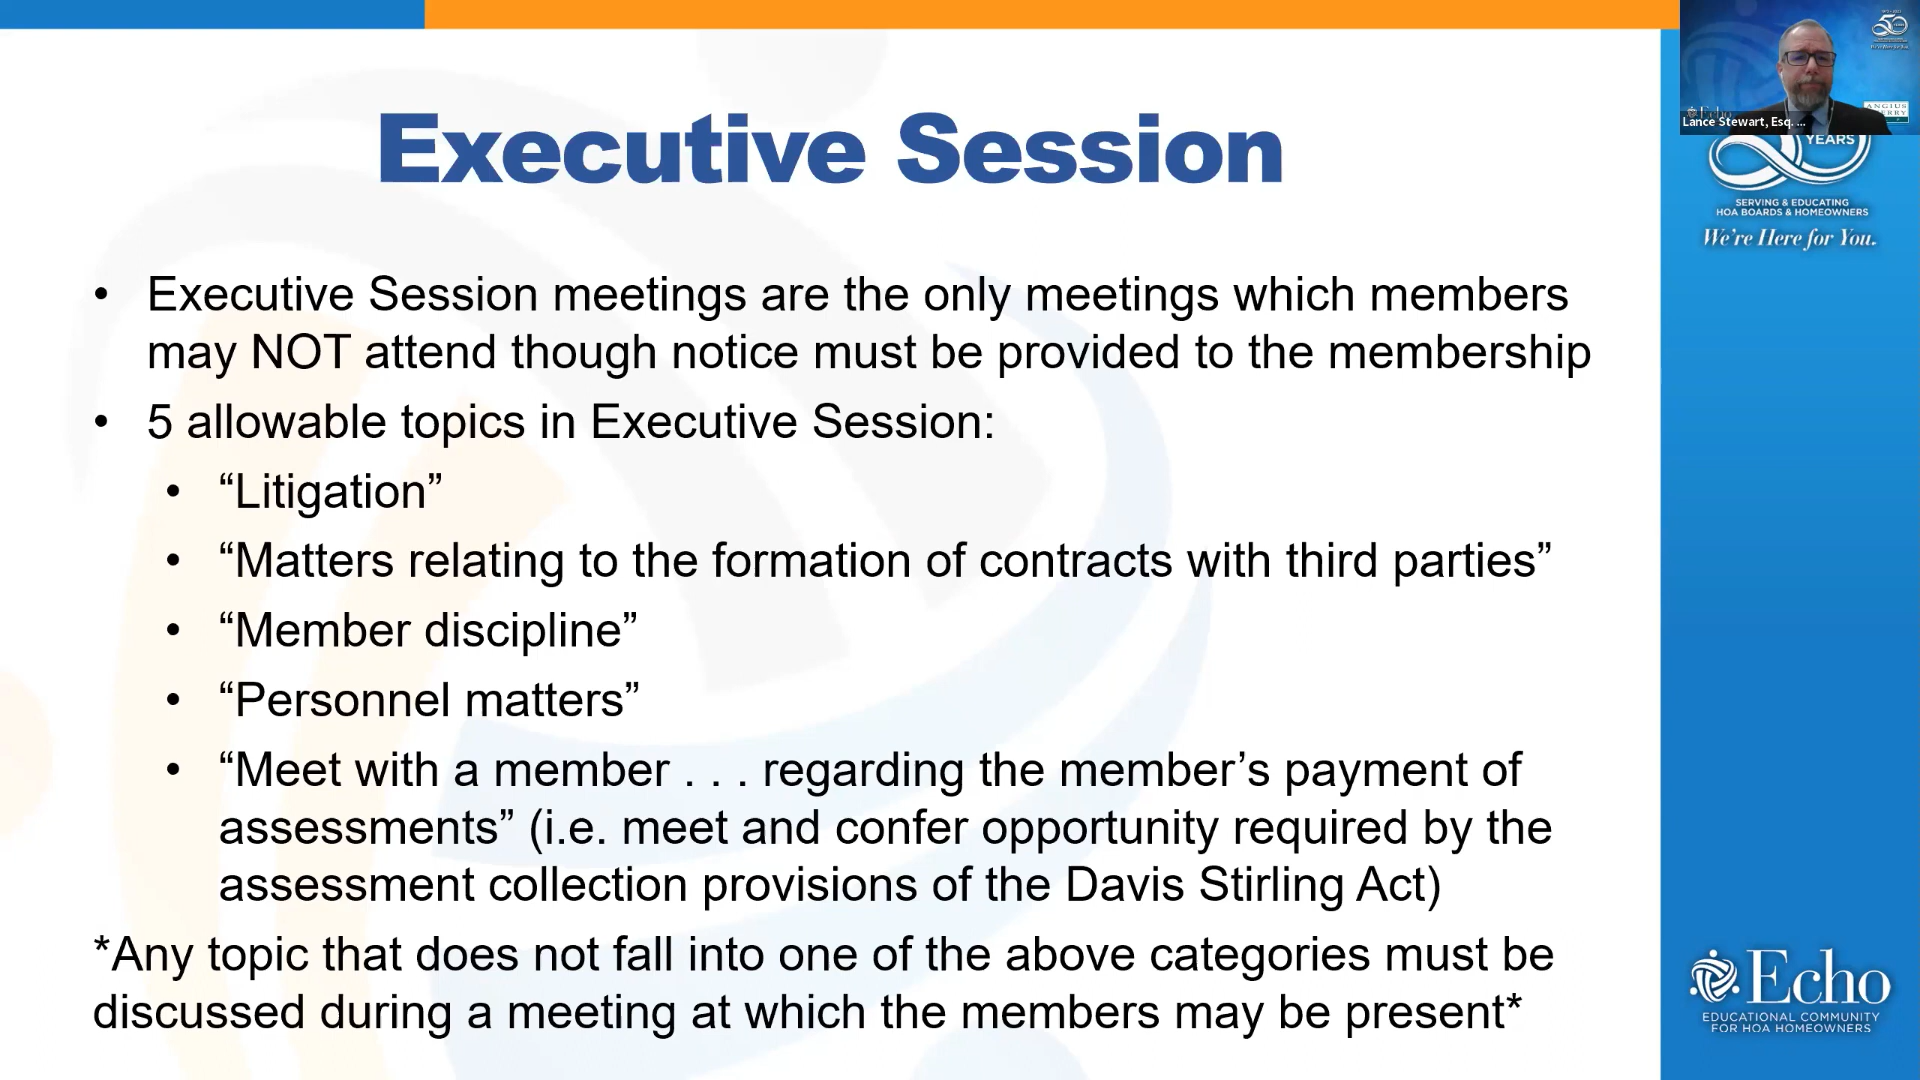 Executive Session
• Executive Session meetings are the only meetings which members
may NOT attend though notice must be provided to the membership
• 5 allowable topics in Executive Session:
• “Litigation”
• “Matters relating to the formation of contracts with third parties”
• “Member discipline”
• “Personnel matters”
• “Meet with a member . . . regarding the member’s payment of
assessments” (i.e. meet and confer opportunity required by the
assessment collection provisions of the Davis Stirling Act)
*Any topic that does not fall into one of the above categories must be
discussed during a meeting at which the members may be present*
50
Echo
ANGIUS
Lance Stewart, Esq. ...
YEARS
SERVING & EDUCATING
HOA BOARDS & HOMEOWNERS
We're Here for You.
Echo
EDUCATIONAL COMMUNITY
FOR HOA HOMEOWNERS